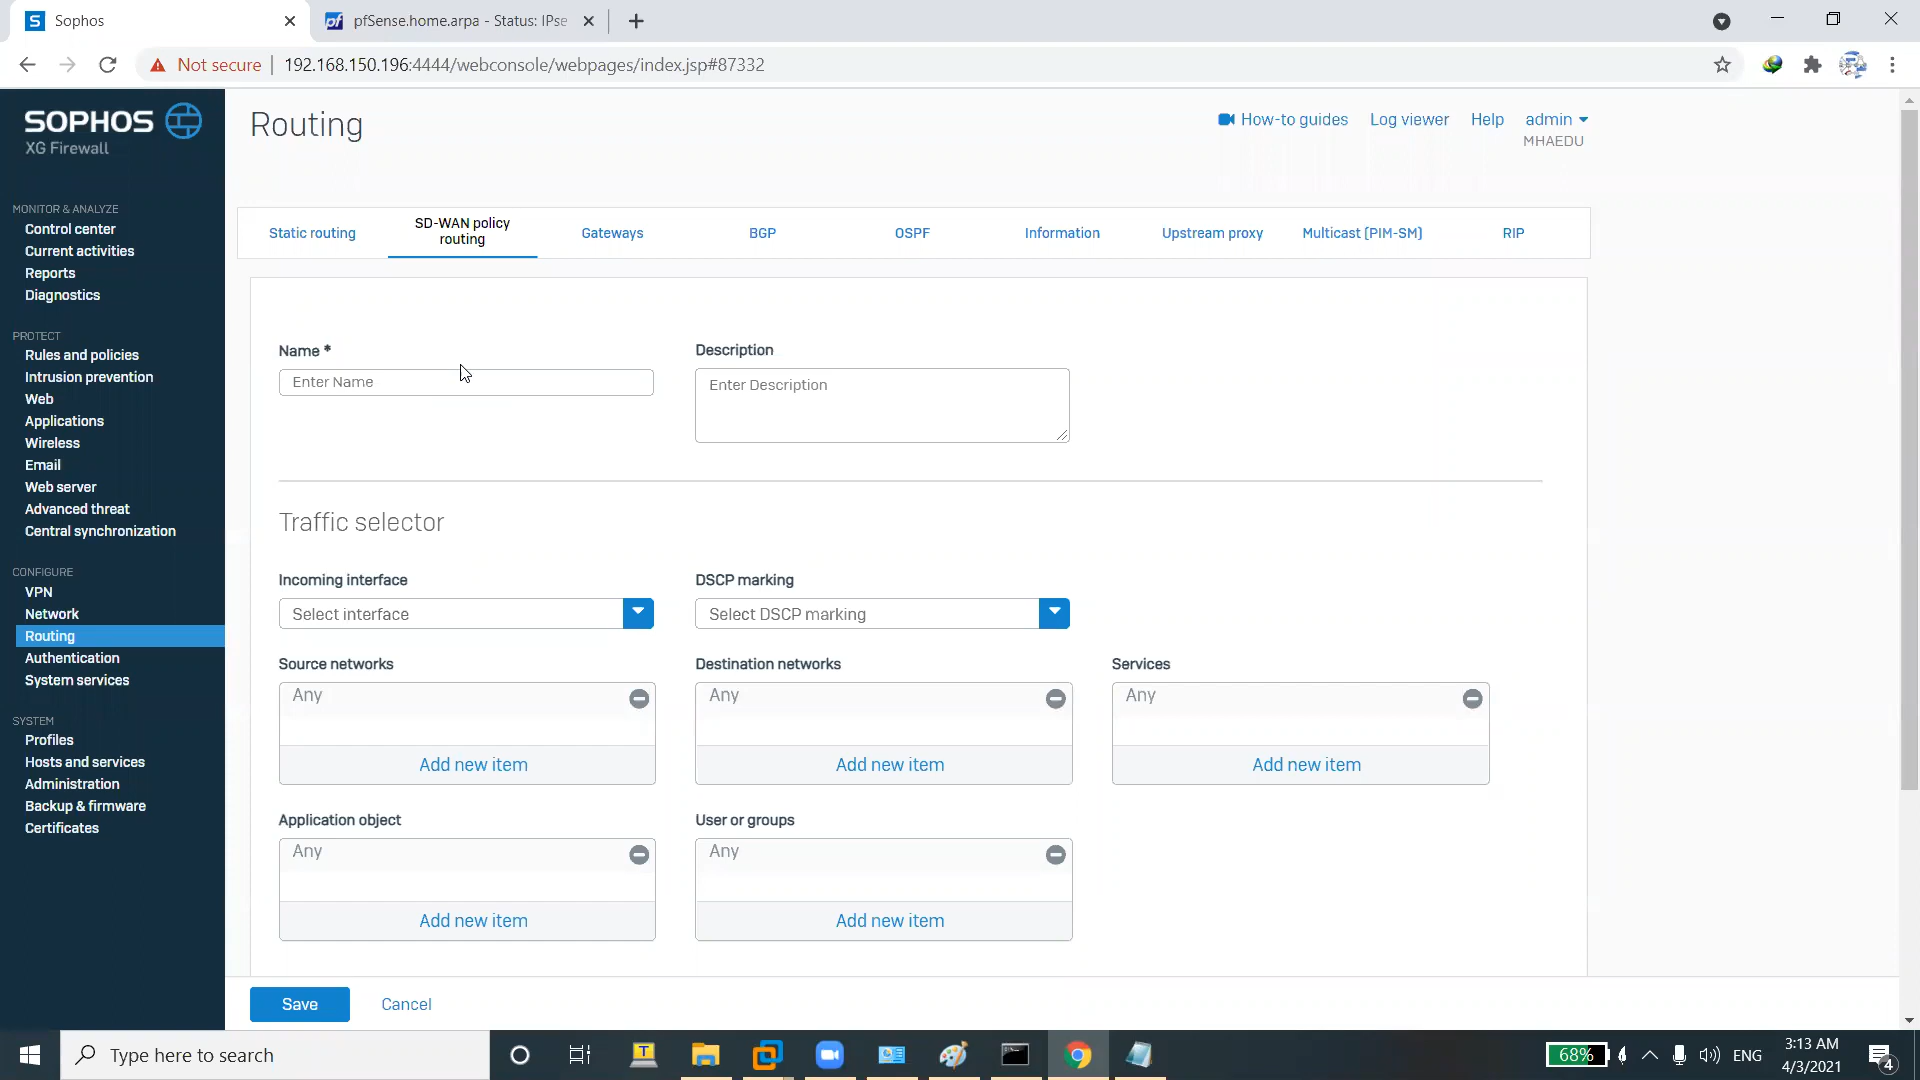 Sophos
pfSense.home.arpa - Status: IPse
Not secure
192.168.150.196:4444/webconsole/webpages/index.jsp#87332
SOPHOS
XG Firewall
Routing
How-to guides
Log viewer
Help
admin
MHAEDU
MONITOR & ANALYZE
Control center
Current activities
Reports
Diagnostics
PROTECT
Rules and policies
Intrusion prevention
Web
Applications
Wireless
Email
Web server
Advanced threat
Central synchronization
CONFIGURE
VPN
Network
Routing
Authentication
System services
SYSTEM
Profiles
Hosts and services
Administration
Backup & firmware
Certificates
Static routing
SD-WAN policy
routing
Gateways
BGP
OSPF
Information
Upstream proxy
Multicast (PIM-SM)
RIP
Name *
Enter Name
Description
Enter Description
Traffic selector
Incoming interface
Select interface
DSCP marking
Select DSCP marking
Source networks
Any
Add new item
Destination networks
Any
Add new item
Services
Any
Add new item
Application object
Any
Add new item
User or groups
Any
Add new item
Save
Cancel
Type here to search
68%
ENG
3:13 AM
4/3/2021
4